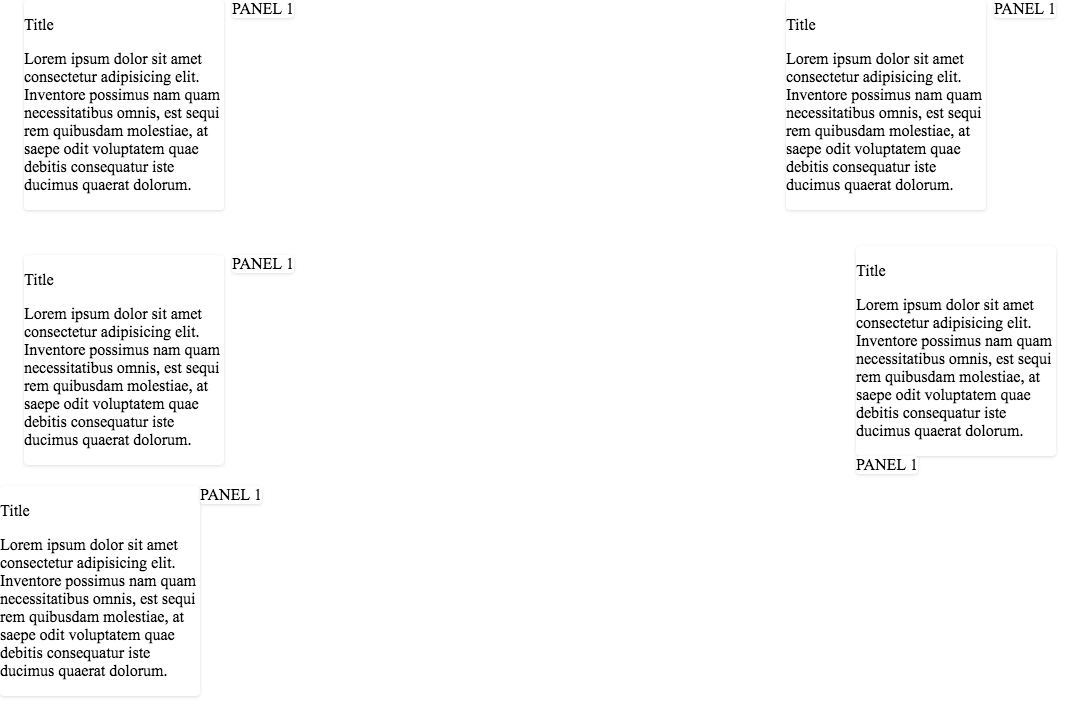 Title
PANEL 1
Lorem ipsum dolor sit amet
consectetur adipisicing elit.
Inventore possimus nam quam
necessitatibus omnis, est sequi
rem quibusdam molestiae, at
saepe odit voluptatem quae
debitis consequatur iste
ducimus quaerat dolorum.
Title
PANEL 1
Lorem ipsum dolor sit amet
consectetur adipisicing elit.
Inventore possimus nam quam
necessitatibus omnis, est sequi
rem quibusdam molestiae, at
saepe odit voluptatem quae
debitis consequatur iste
ducimus quaerat dolorum.
Title
PANEL 1
Lorem ipsum dolor sit amet
consectetur adipisicing elit.
Inventore possimus nam quam
necessitatibus omnis, est sequi
rem quibusdam molestiae, at
saepe odit voluptatem quae
debitis consequatur iste
ducimus quaerat dolorum.
Title
Lorem ipsum dolor sit amet
consectetur adipisicing elit.
Inventore possimus nam quam
necessitatibus omnis, est sequi
rem quibusdam molestiae, at
saepe odit voluptatem quae
debitis consequatur iste
ducimus quaerat dolorum.
PANEL 1
Title
PANEL 1
Lorem ipsum dolor sit amet
consectetur adipisicing elit.
Inventore possimus nam quam
necessitatibus omnis, est sequi
rem quibusdam molestiae, at
saepe odit voluptatem quae
debitis consequatur iste
ducimus quaerat dolorum.